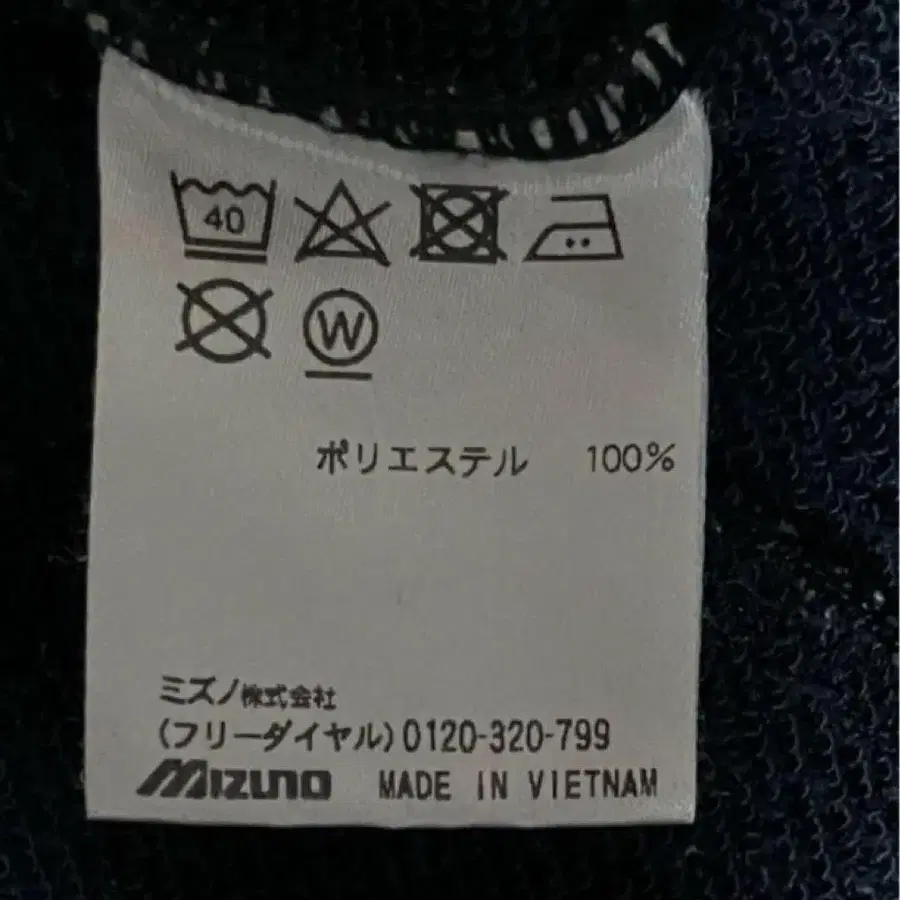 40
W
ポリエステル 100%
ミズノ株式会社
(フリーダイヤル)0120-320-799
MIZUNO MADE IN VIETNAM